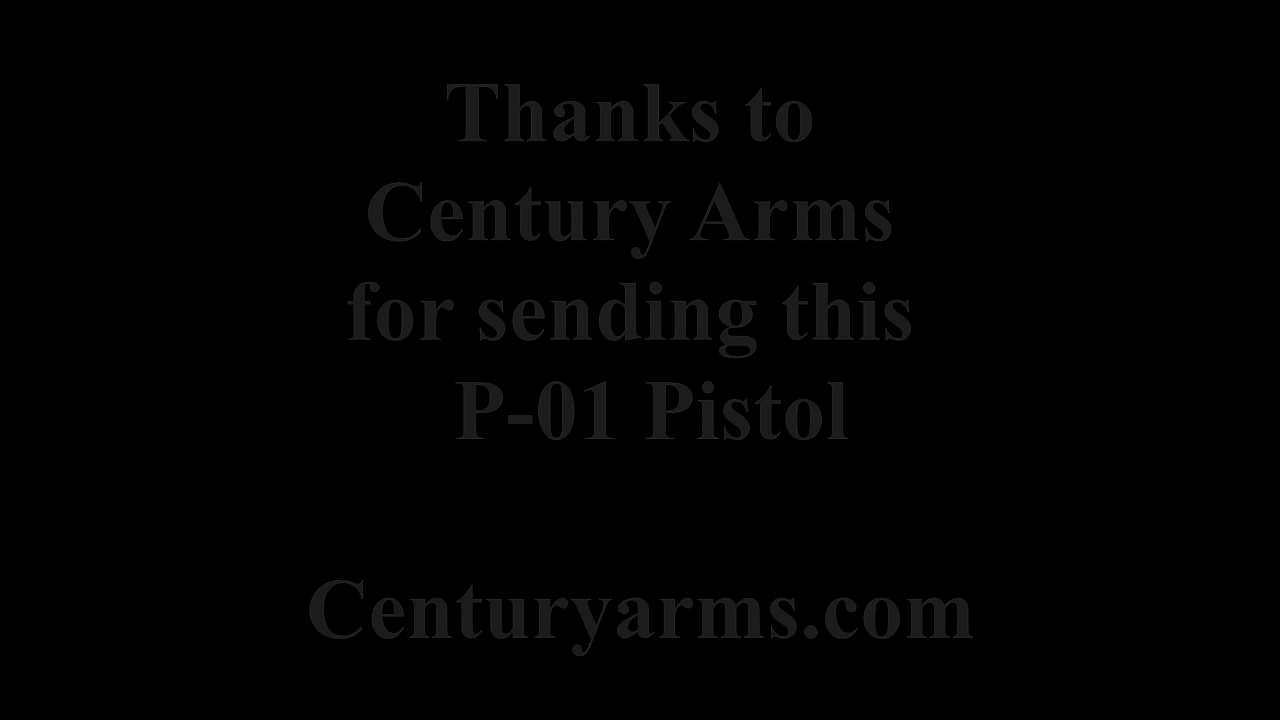 Thanks to
Century Arms
for sending this
P-01 Pistol
Centuryarms.com